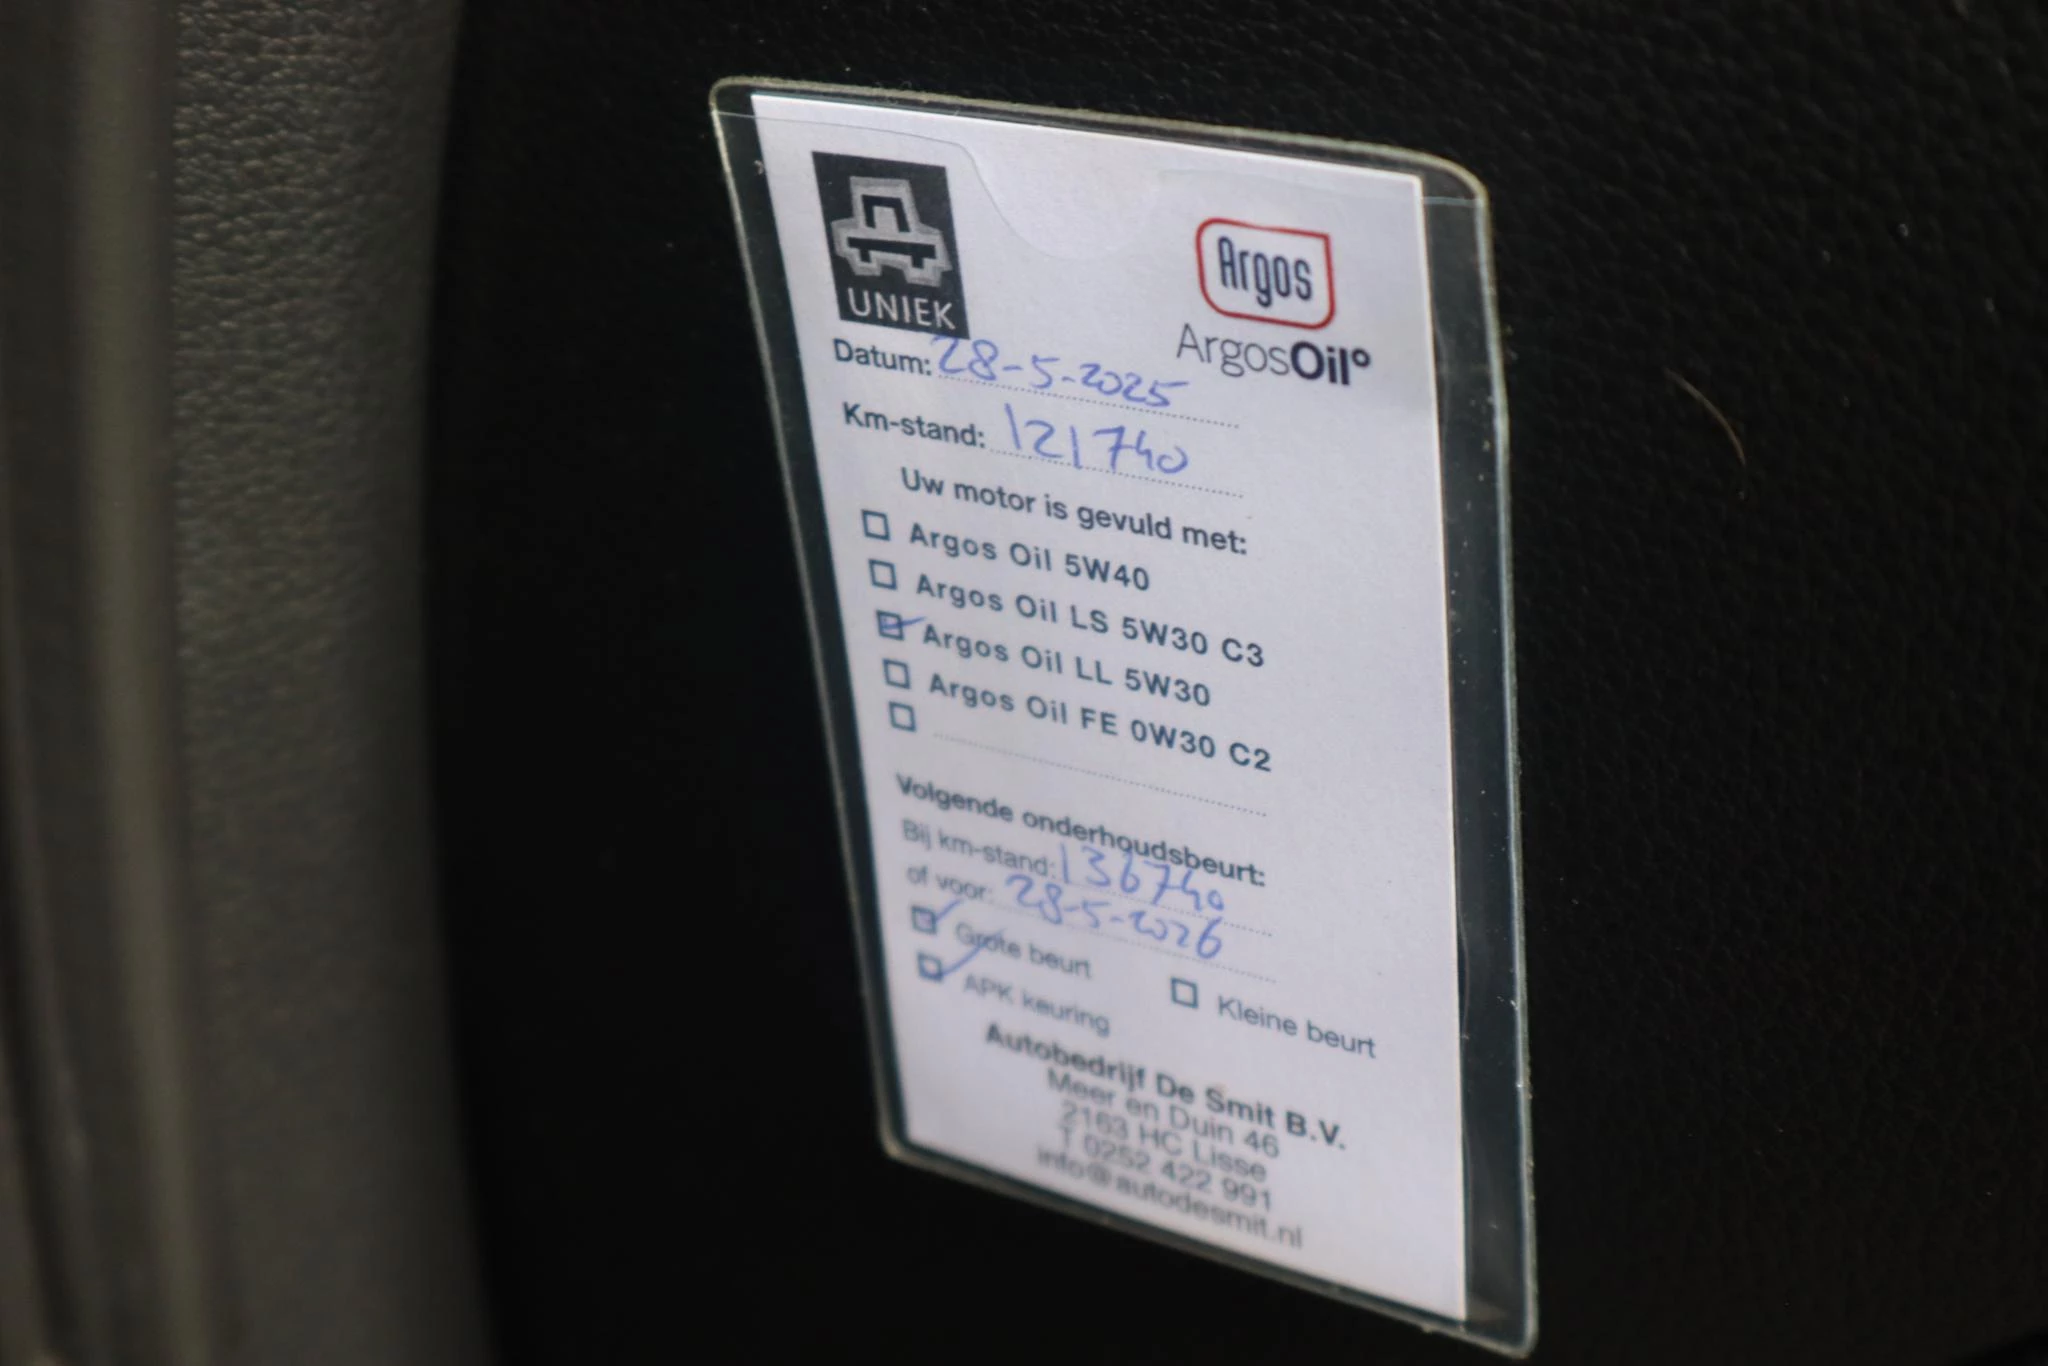 UNIEK
Argos
ArgosOil°
Datum: 28-5-2025
Km-stand: 121740
Uw motor is gevuld met:
Argos Oil 5W40
Argos Oil LS 5W30 C3
Argos Oil LL 5W30
Argos Oil FE 0W30 C2
Volgende onderhoudsbeurt:
Bij km-stand: 136740
of voor: 28-5-2026
Grote beurt Kleine beurt
APK keuring
Autobedrijf De Smit B.V.
Meer en Duin 46
2163 HC Lisse
T 0252 422 991
info@autodesmit.nl